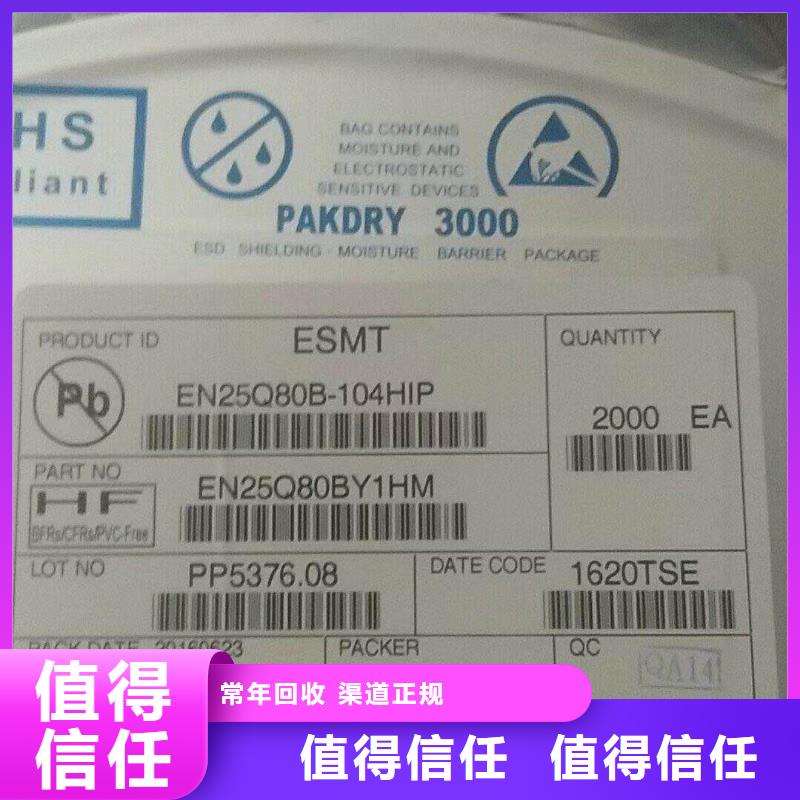 HS
liant
BAG CONTAINS
MOISTURE AND
ELECTROSTATIC
SENSITIVE DEVICES
PAKDRY 3000
ESD SHIELDING - MOISTURE BARRIER PACKAGE
PRODUCT ID
ESMT
QUANTITY
Pb
EN25Q80B-104HIP
2000 EA
PART NO
HF
BFRs/CFRs/PVC-Free
EN25Q80BY1HM
LOT NO
PP5376.08
DATE CODE
1620TSE
PACK DATE 20160623
PACKER
QC
QA14
值得
信任
常年回收 渠道正规
值得信任 值得信任